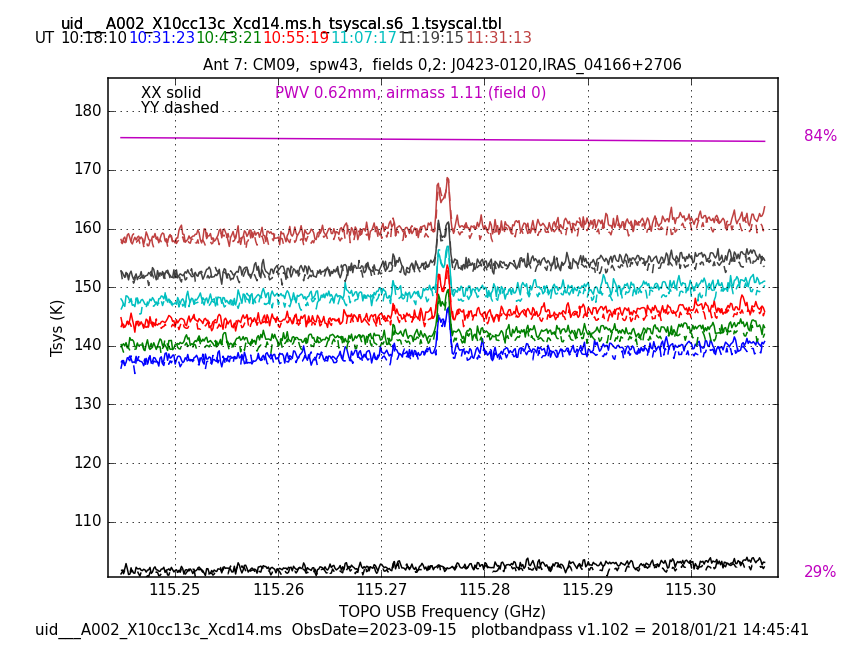 uid___A002_X10cc13c_Xcd14.ms.h_tsyscal.s6_1.tsyscal.tbl
UT 10:18:10 10:31:23 10:43:21 10:55:19 11:07:17 11:19:15 11:31:13
Ant 7: CM09, spw43, fields 0,2: J0423-0120,IRAS_04166+2706
XX solid PWV 0.62mm, airmass 1.11 (field 0)
YY dashed
180
84%
170
160
150
Tsys (K)
140
130
120
110
29%
115.25 115.26 115.27 115.28 115.29 115.30
TOPO USB Frequency (GHz)
uid___A002_X10cc13c_Xcd14.ms ObsDate=2023-09-15 plotbandpass v1.102 = 2018/01/21 14:45:41